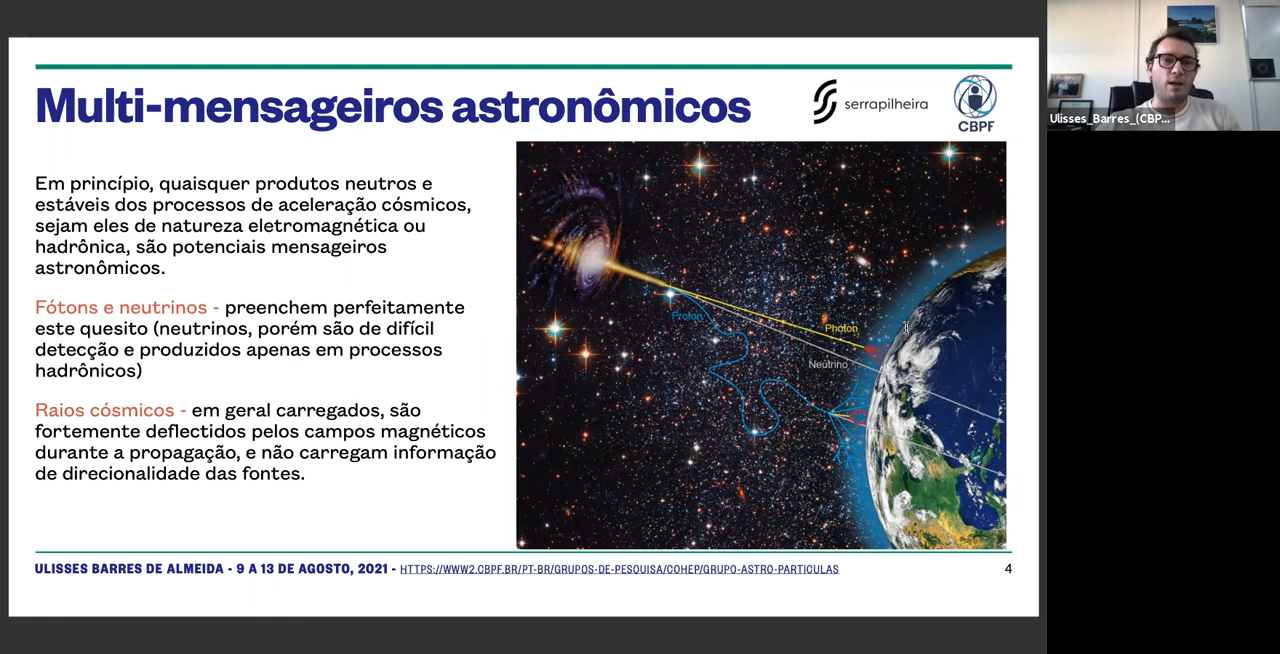 Multi-mensageiros astronômicos
serrapilheira
CBPF
Ulisses_Barres_(CBP...
Em princípio, quaisquer produtos neutros e
estáveis dos processos de aceleração cósmicos,
sejam eles de natureza eletromagnética ou
hadrônica, são potenciais mensageiros
astronômicos.
Fótons e neutrinos - preenchem perfeitamente
este quesito (neutrinos, porém são de difícil
detecção e produzidos apenas em processos
hadrônicos)
Raios cósmicos - em geral carregados, são
fortemente deflectidos pelos campos magnéticos
durante a propagação, e não carregam informação
de direcionalidade das fontes.
Proton
Photon
Neutrino
ULISSES BARRES DE ALMEIDA - 9 A 13 DE AGOSTO, 2021 - HTTPS://WWW2.CBPF.BR/PT-BR/GRUPOS-DE-PESQUISA/COHEP/GRUPO-ASTRO-PARTICULAS
4